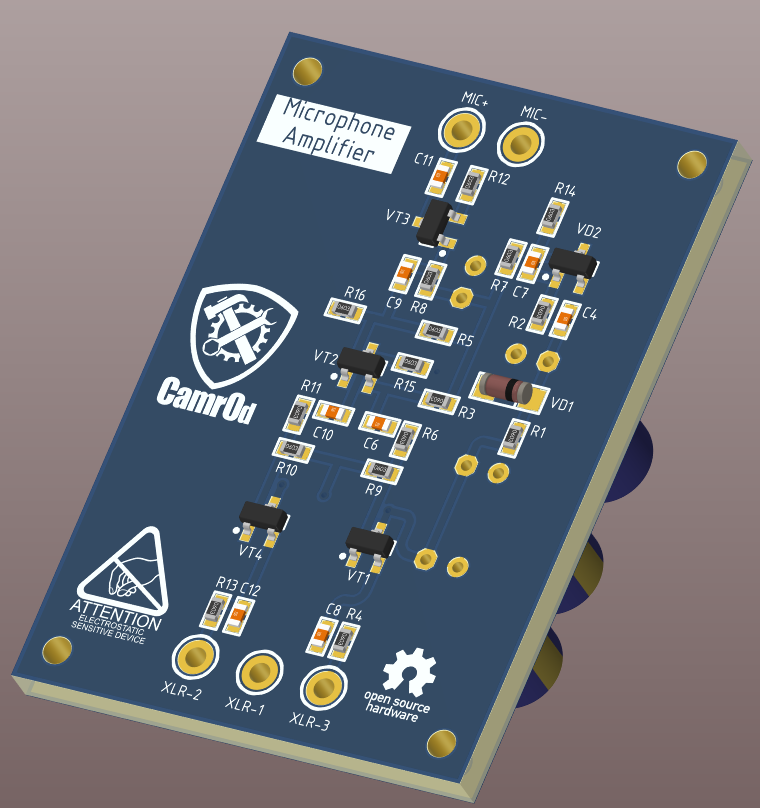 MIC+
MIC-
Microphone
Amplifier
C11
R12
R14
VT3
VD2
R7
C7
C9
R8
R16
R2
C4
R5
VT2
R15
VD1
R11
R3
C10
C6
R6
R1
CamrOd
R10
R9
VT4
VT1
ATTENTION
ELECTROSTATIC
SENSITIVE DEVICE
R13
C12
C8
R4
XLR-2
XLR-1
XLR-3
open source
hardware